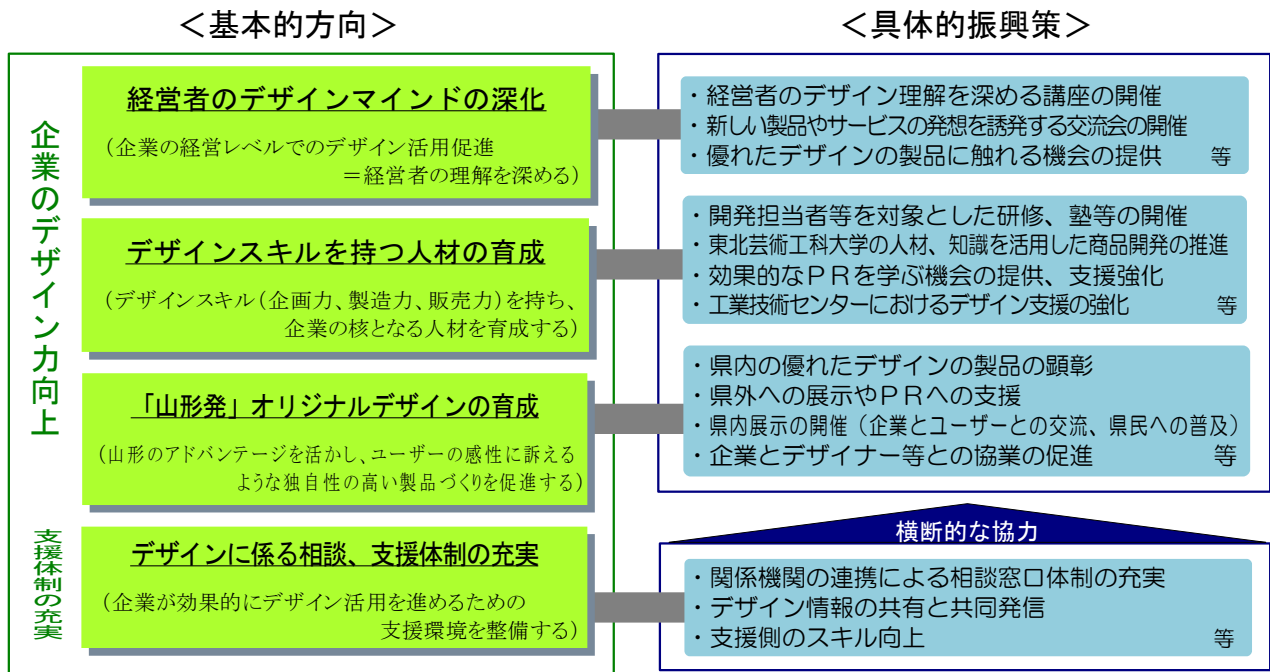 ＜基本的方向＞
＜具体的振興策＞
企業のデザイン力向上
経営者のデザインマインドの深化
（企業の経営レベルでのデザイン活用促進
＝経営者の理解を深める）
・経営者のデザイン理解を深める講座の開催
・新しい製品やサービスの発想を誘発する交流会の開催
・優れたデザインの製品に触れる機会の提供　等
デザインスキルを持つ人材の育成
（デザインスキル（企画力、製造力、販売力）を持ち、
企業の核となる人材を育成する）
・開発担当者等を対象とした研修、塾等の開催
・東北芸術工科大学の人材、知識を活用した商品開発の推進
・効果的なＰＲを学ぶ機会の提供、支援強化
・工業技術センターにおけるデザイン支援の強化　等
「山形発」オリジナルデザインの育成
（山形のアドバンテージを活かし、ユーザーの感性に訴える
ような独自性の高い製品づくりを促進する）
・県内の優れたデザインの製品の顕彰
・県外への展示やＰＲへの支援
・県内展示の開催（企業とユーザーとの交流、県民への普及）
・企業とデザイナー等との協業の促進　等
支援体制の充実
デザインに係る相談、支援体制の充実
（企業が効果的にデザイン活用を進めるための
支援環境を整備する）
横断的な協力
・関係機関の連携による相談窓口体制の充実
・デザイン情報の共有と共同発信
・支援側のスキル向上　等